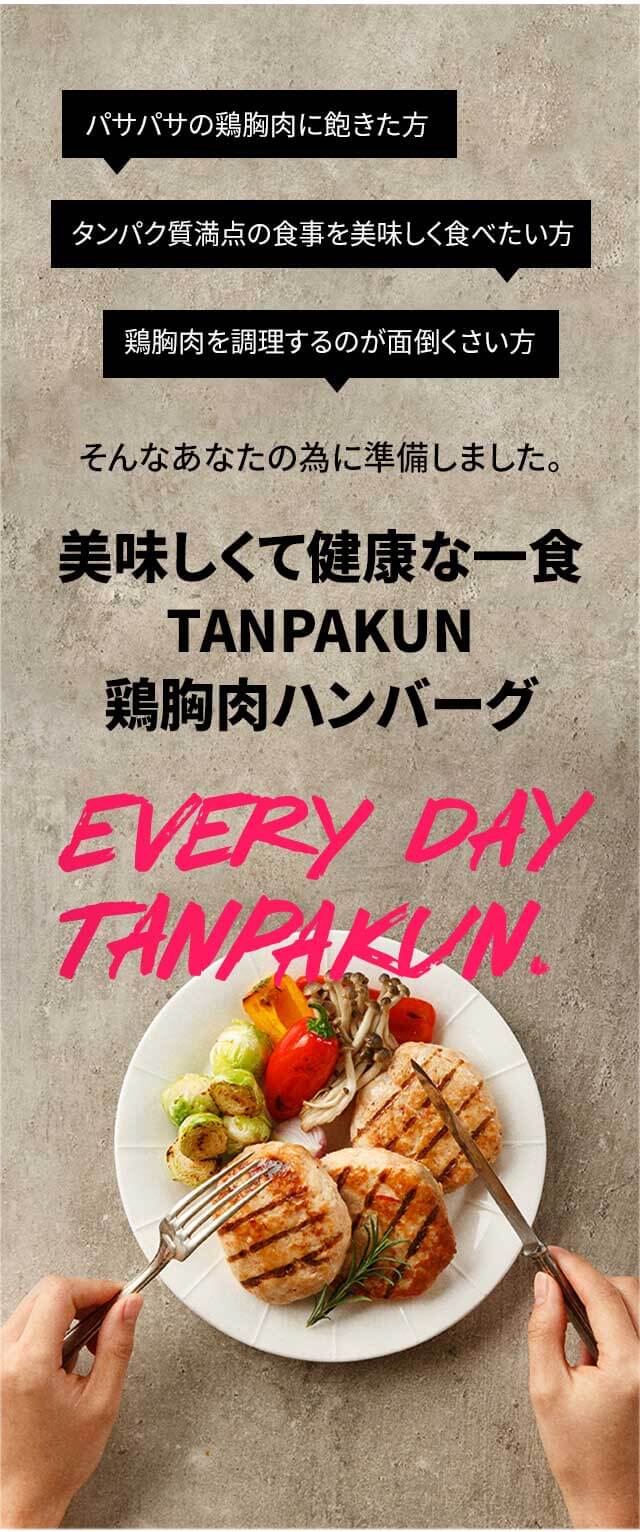 パサパサの鶏胸肉に飽きた方
タンパク質満点の食事を美味しく食べたい方
鶏胸肉を調理するのが面倒くさい方
そんなあなたの為に準備しました。
美味しくて健康な一食
TANPAKUN
鶏胸肉ハンバーグ
EVERY DAY
TANPAKUN.